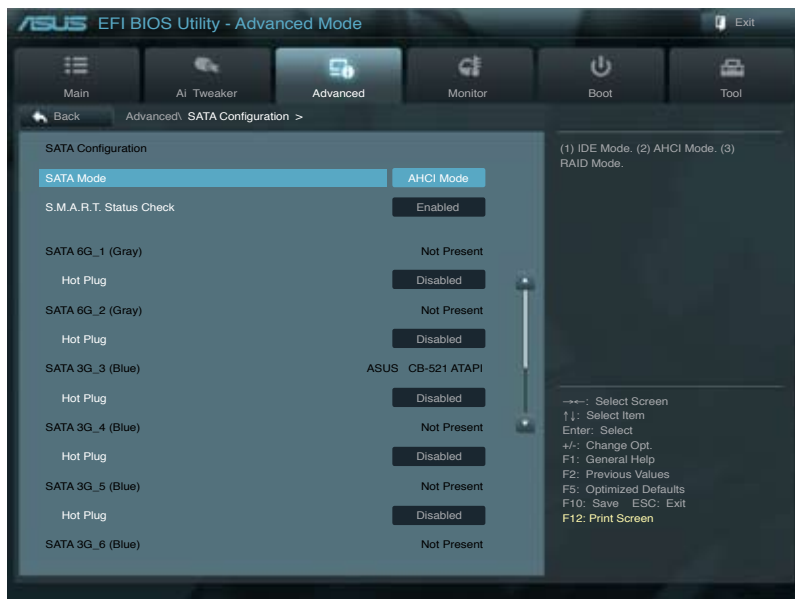 ASUS EFI BIOS Utility - Advanced Mode
Exit
Main
Ai Tweaker
Advanced
Monitor
Boot
Tool
Back
Advanced\ SATA Configuration >
SATA Configuration
SATA Mode AHCI Mode
S.M.A.R.T. Status Check Enabled
SATA 6G_1 (Gray) Not Present
Hot Plug Disabled
SATA 6G_2 (Gray) Not Present
Hot Plug Disabled
SATA 3G_3 (Blue) ASUS CB-521 ATAPI
Hot Plug Disabled
SATA 3G_4 (Blue) Not Present
Hot Plug Disabled
SATA 3G_5 (Blue) Not Present
Hot Plug Disabled
SATA 3G_6 (Blue) Not Present
(1) IDE Mode. (2) AHCI Mode. (3)
RAID Mode.
→←: Select Screen
↑↓: Select Item
Enter: Select
+/-: Change Opt.
F1: General Help
F2: Previous Values
F5: Optimized Defaults
F10: Save ESC: Exit
F12: Print Screen